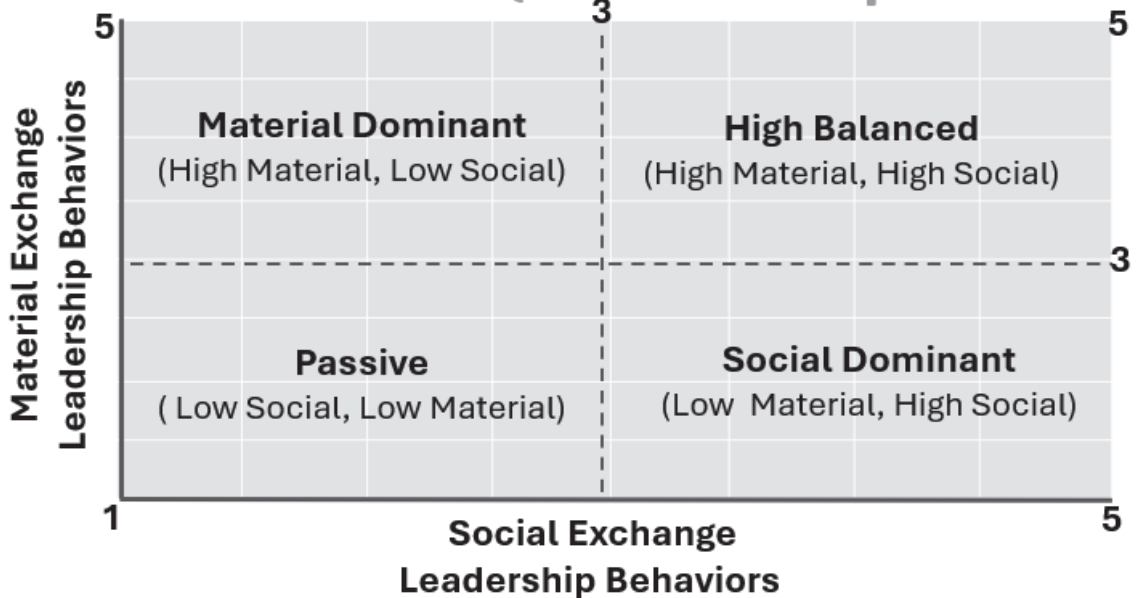 3
5
5
Material Exchange
Leadership Behaviors
Material Dominant
(High Material, Low Social)
High Balanced
(High Material, High Social)
3
Passive
( Low Social, Low Material)
Social Dominant
(Low  Material, High Social)
1
5
Social Exchange
Leadership Behaviors